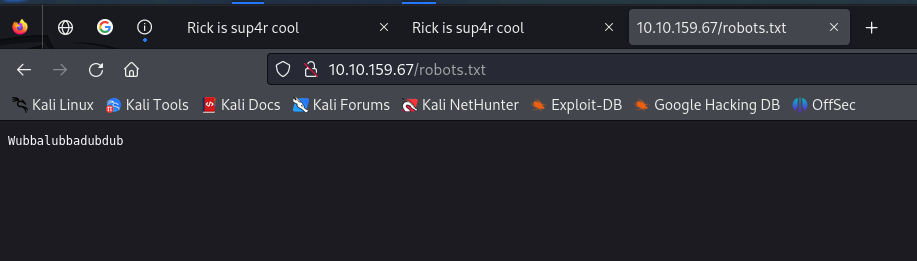 Rick is sup4r cool
Rick is sup4r cool
10.10.159.67/robots.txt
10.10.159.67/robots.txt
Kali Linux
Kali Tools
Kali Docs
Kali Forums
Kali NetHunter
Exploit-DB
Google Hacking DB
OffSec
Wubbalubbadubdub